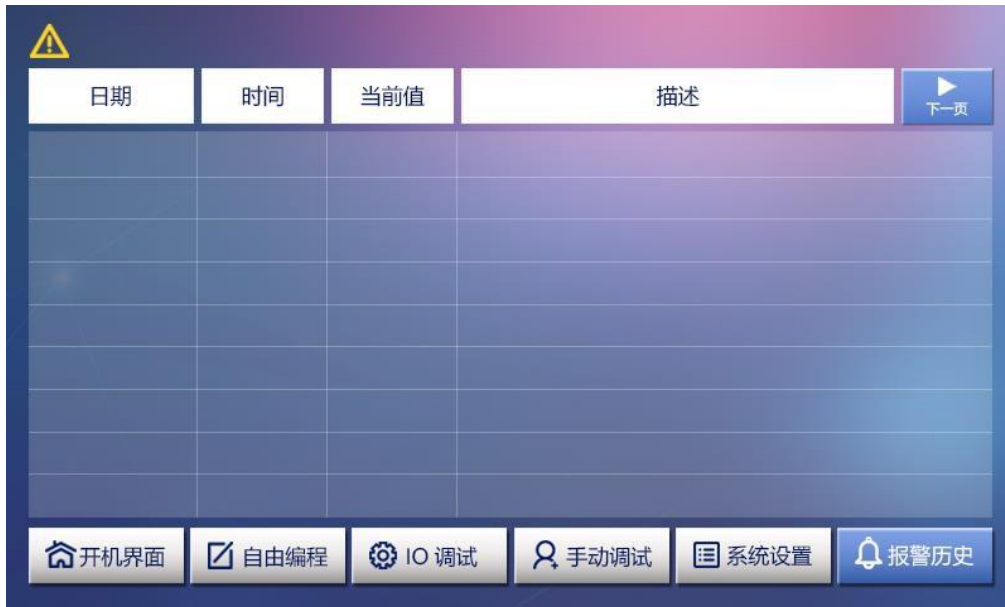 日期 时间 当前值 描述
下一页
开机界面 自由编程 IO 调试 手动调试 系统设置 报警历史